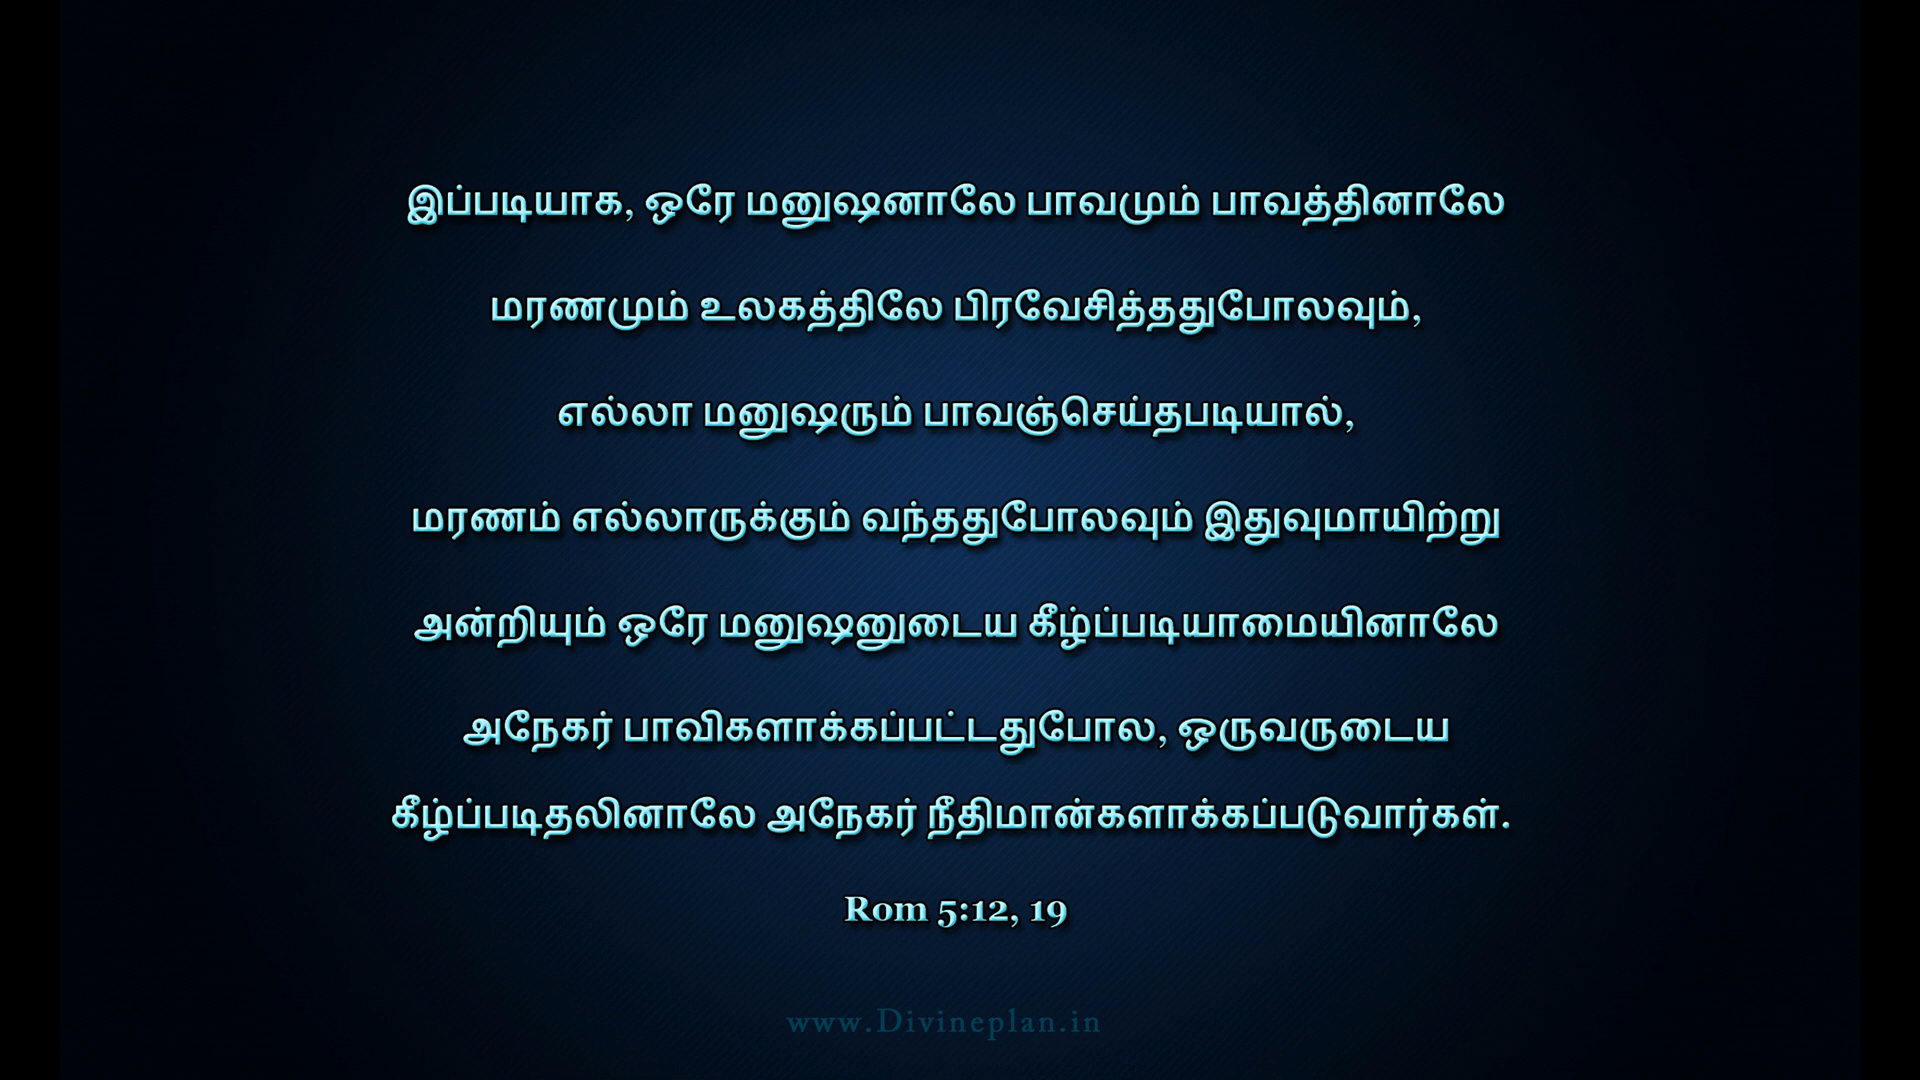 இப்படியாக, ஒரே மனுஷனாலே பாவமும் பாவத்தினாலே
மரணமும் உலகத்திலே பிரவேசித்ததுபோலவும்,
எல்லா மனுஷரும் பாவஞ்செய்தபடியால்,
மரணம் எல்லாருக்கும் வந்ததுபோலவும் இதுவுமாயிற்று
அன்றியும் ஒரே மனுஷனுடைய கீழ்ப்படியாமையினாலே
அநேகர் பாவிகளாக்கப்பட்டதுபோல, ஒருவருடைய
கீழ்ப்படிதலினாலே அநேகர் நீதிமான்களாக்கப்படுவார்கள்.
Rom 5:12, 19
www.Divineplan.in